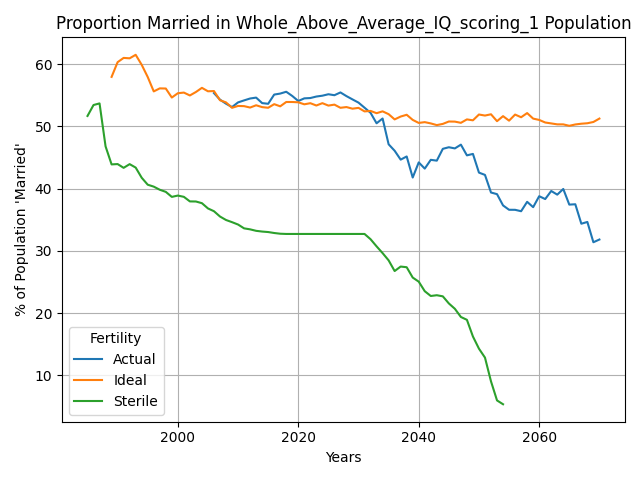 Proportion Married in Whole_Above_Average_IQ_scoring_1 Population
% of Population 'Married'
60
50
40
30
20
10
Fertility
Actual
Ideal
Sterile
2000
2020
2040
2060
Years